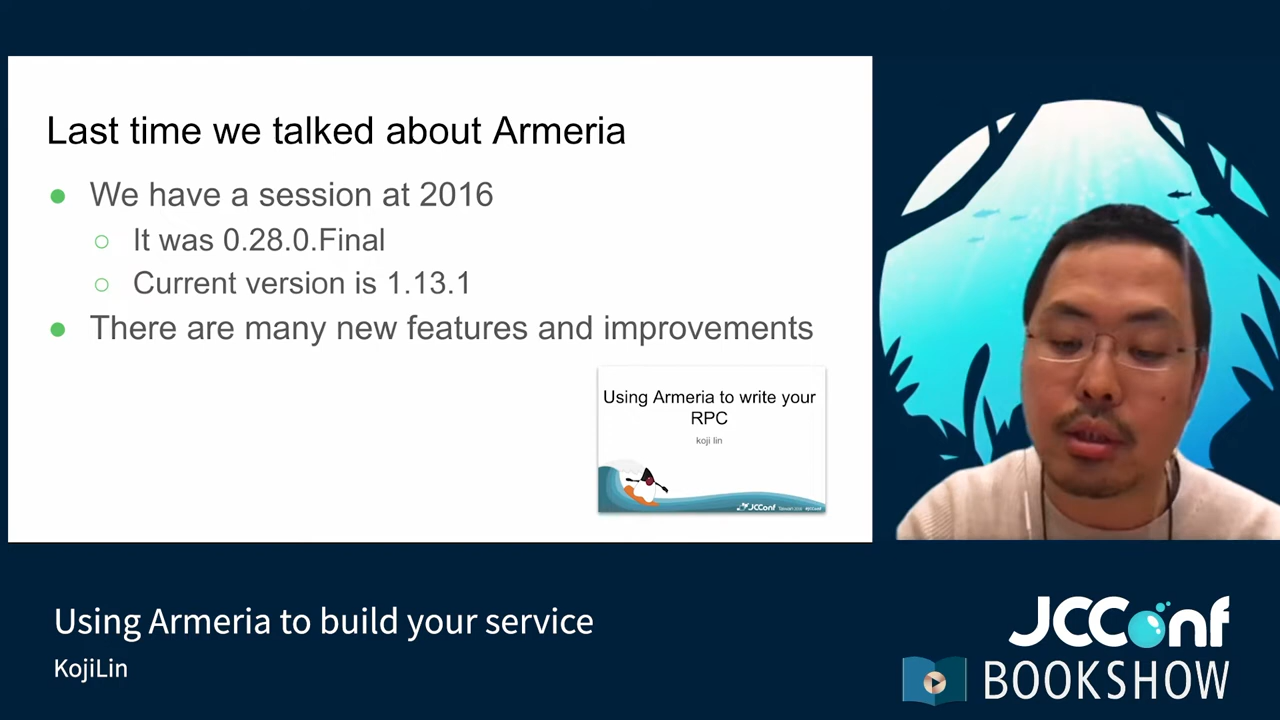 Last time we talked about Armeria
● We have a session at 2016
○ It was 0.28.0.Final
○ Current version is 1.13.1
● There are many new features and improvements
Using Armeria to write your
RPC
koji lin
JCConf
Using Armeria to build your service
KojiLin
JCConf
BOOKSHOW